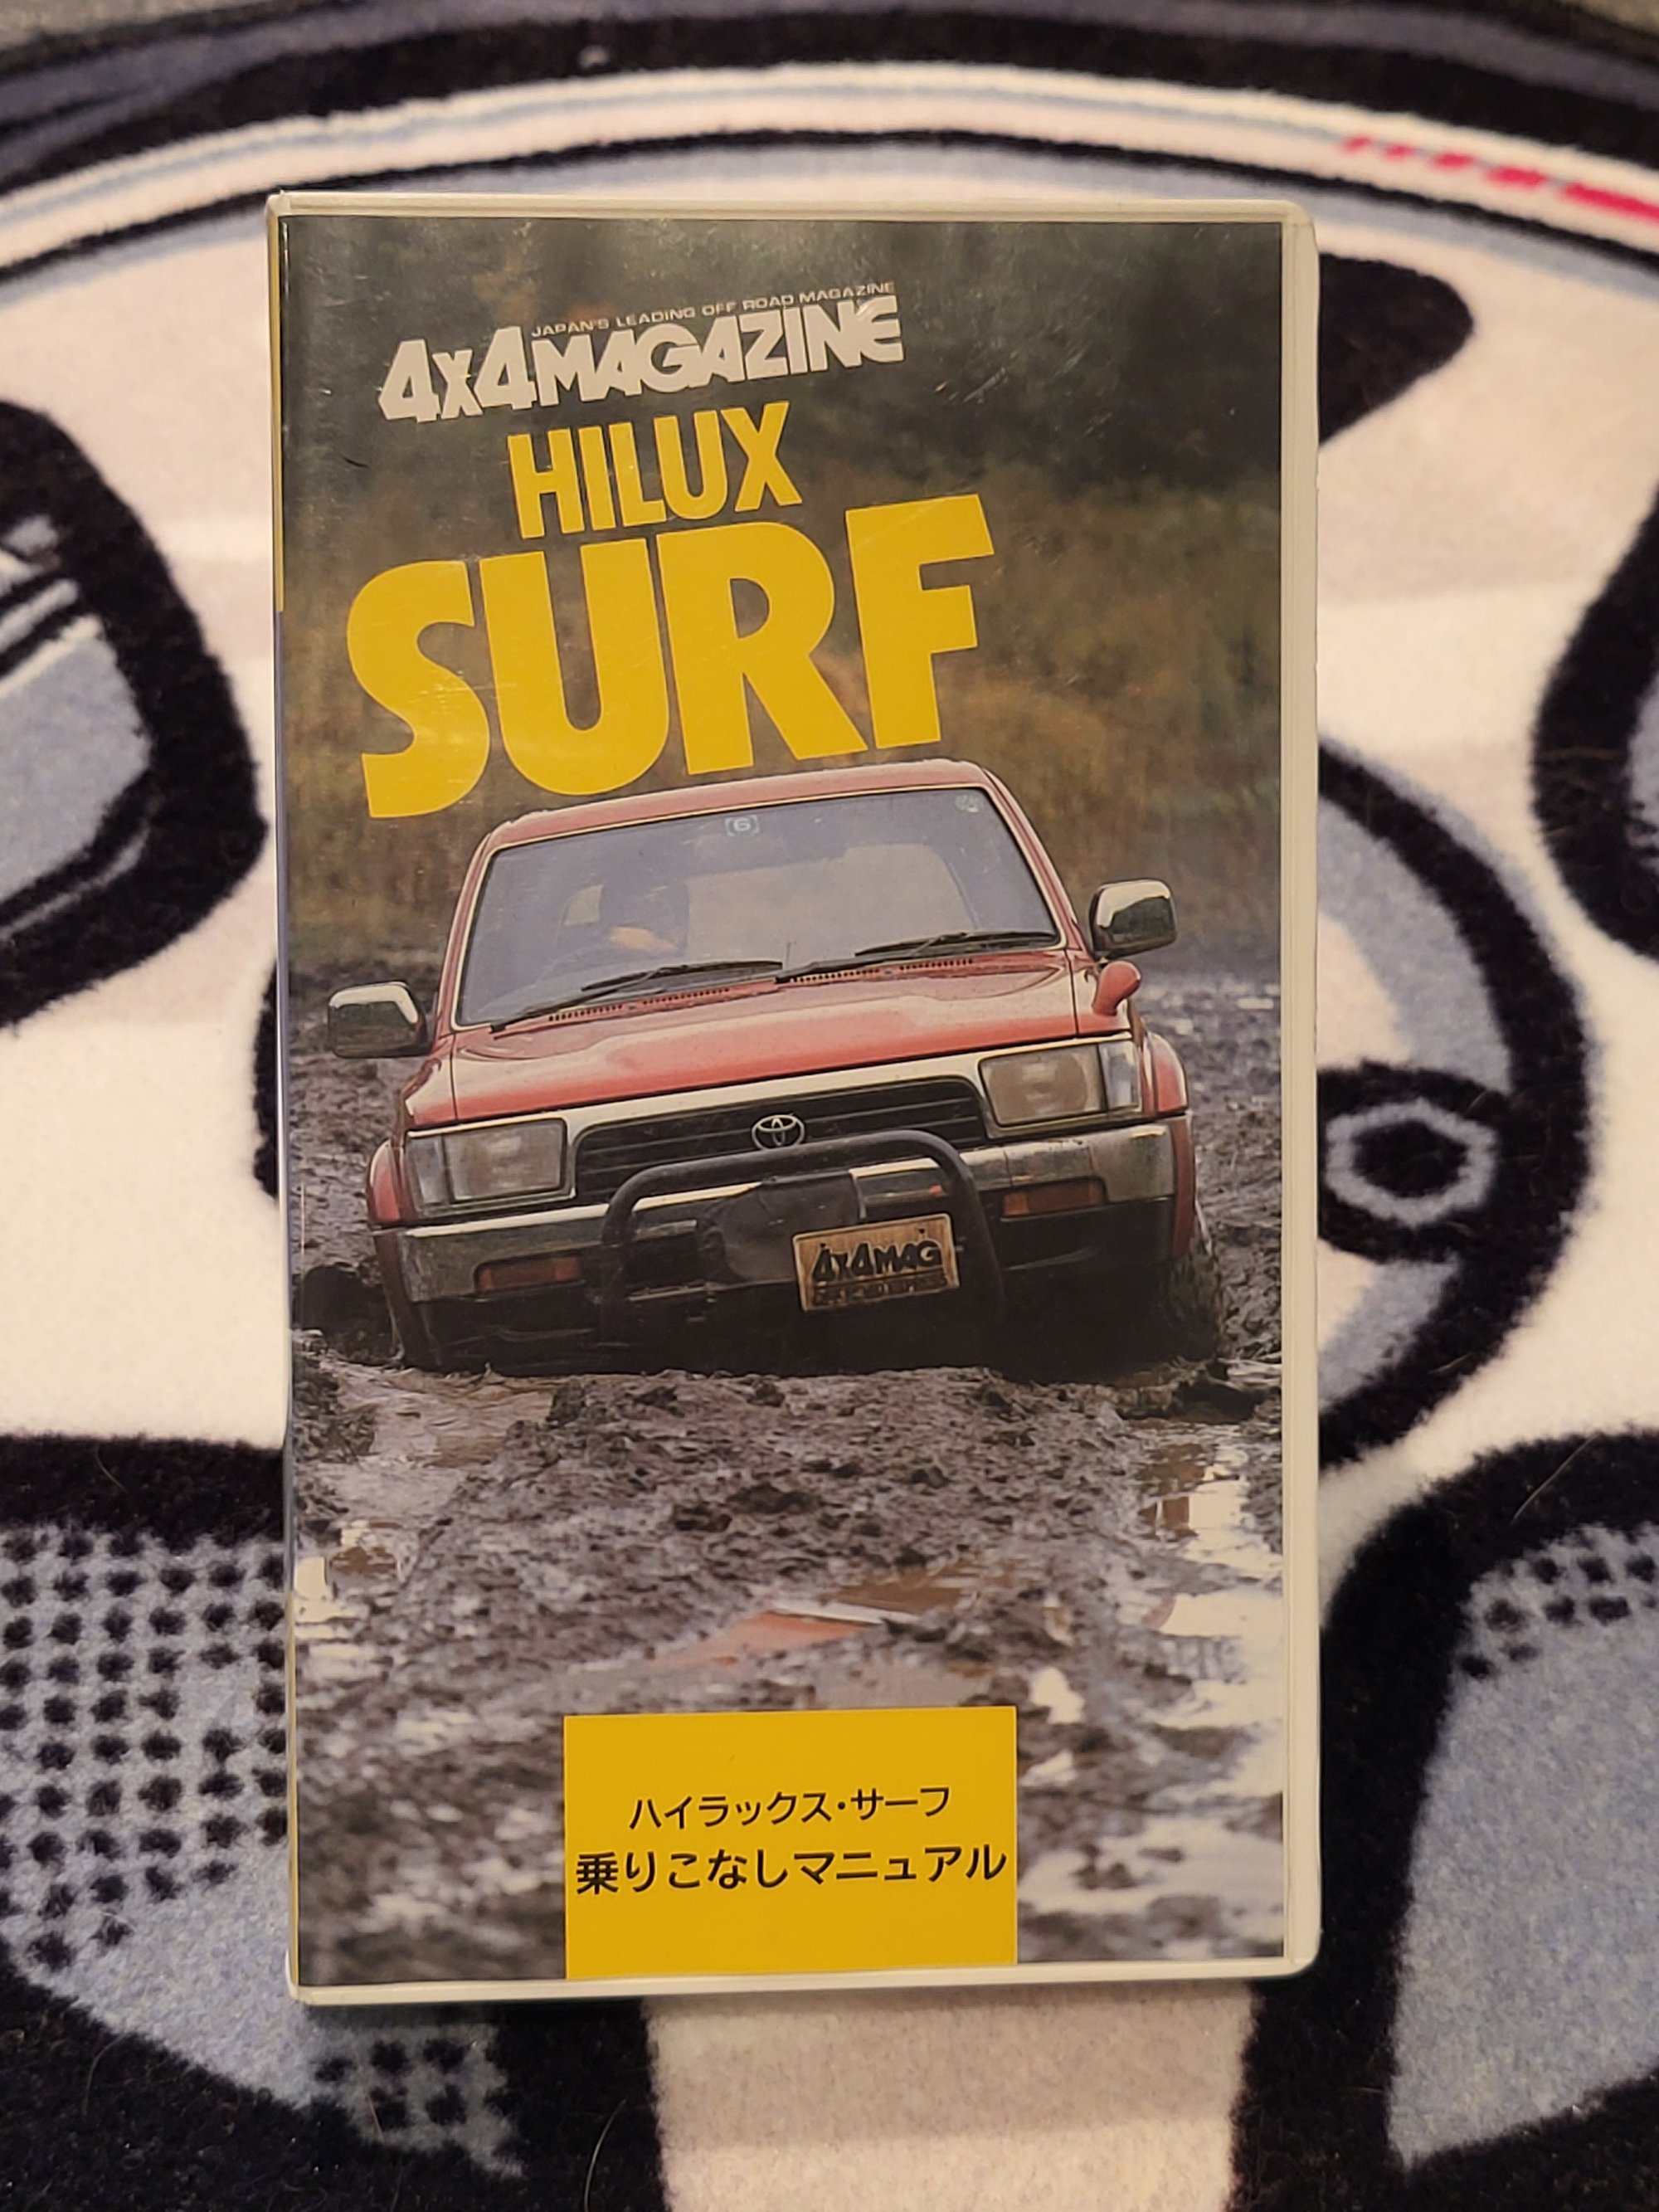 JAPAN'S LEADING OFF ROAD MAGAZINE
4x4MAGAZINE
HILUX
SURF
[6]
4x4MAG
ハイラックス・サーフ
乗りこなしマニュアル